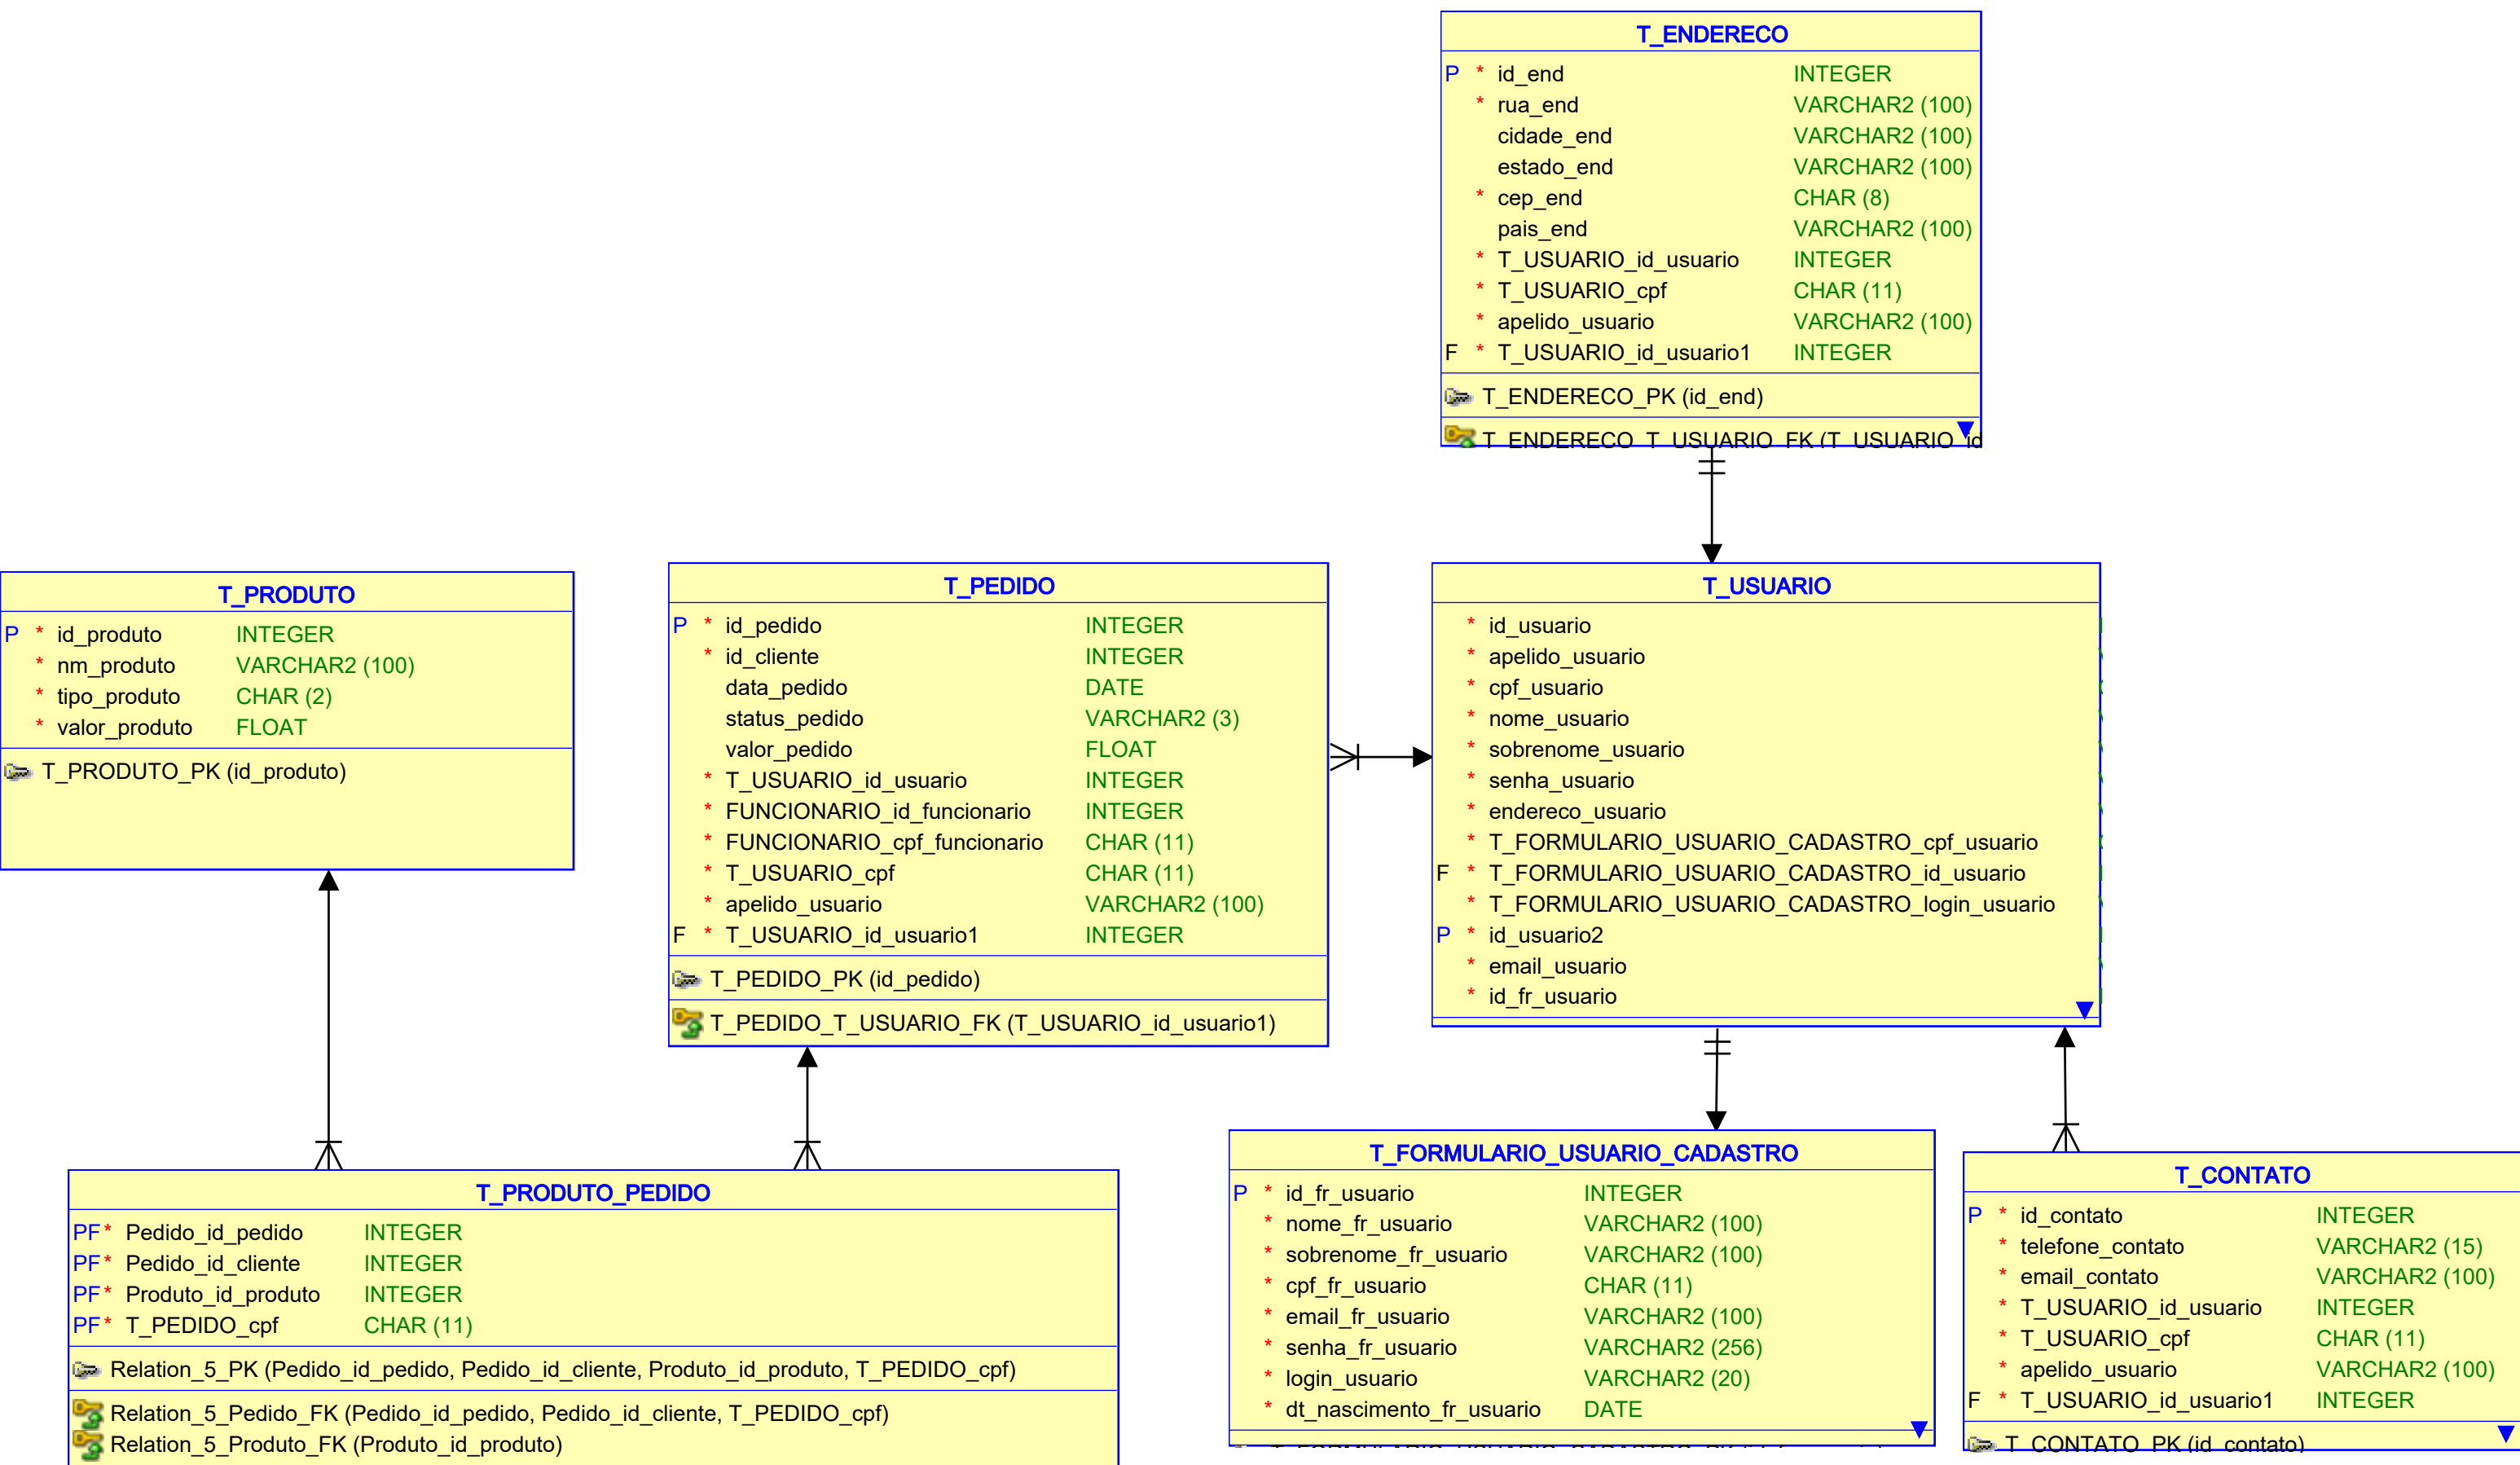 T_ENDERECO
P * id_end INTEGER
* rua_end VARCHAR2 (100)
cidade_end VARCHAR2 (100)
estado_end VARCHAR2 (100)
* cep_end CHAR (8)
pais_end VARCHAR2 (100)
* T_USUARIO_id_usuario INTEGER
* T_USUARIO_cpf CHAR (11)
* apelido_usuario VARCHAR2 (100)
F * T_USUARIO_id_usuario1 INTEGER
T_ENDERECO_PK (id_end)
T_ENDERECO_T_USUARIO_FK (T_USUARIO_id
T_PRODUTO
P * id_produto INTEGER
* nm_produto VARCHAR2 (100)
* tipo_produto CHAR (2)
* valor_produto FLOAT
T_PRODUTO_PK (id_produto)
T_PEDIDO
P * id_pedido INTEGER
* id_cliente INTEGER
data_pedido DATE
status_pedido VARCHAR2 (3)
valor_pedido FLOAT
* T_USUARIO_id_usuario INTEGER
* FUNCIONARIO_id_funcionario INTEGER
* FUNCIONARIO_cpf_funcionario CHAR (11)
* T_USUARIO_cpf CHAR (11)
* apelido_usuario VARCHAR2 (100)
F * T_USUARIO_id_usuario1 INTEGER
T_PEDIDO_PK (id_pedido)
T_PEDIDO_T_USUARIO_FK (T_USUARIO_id_usuario1)
T_USUARIO
* id_usuario
* apelido_usuario
* cpf_usuario
* nome_usuario
* sobrenome_usuario
* senha_usuario
* endereco_usuario
* T_FORMULARIO_USUARIO_CADASTRO_cpf_usuario
F * T_FORMULARIO_USUARIO_CADASTRO_id_usuario
* T_FORMULARIO_USUARIO_CADASTRO_login_usuario
P * id_usuario2
* email_usuario
* id_fr_usuario
T_PRODUTO_PEDIDO
PF * Pedido_id_pedido INTEGER
PF * Pedido_id_cliente INTEGER
PF * Produto_id_produto INTEGER
PF * T_PEDIDO_cpf CHAR (11)
Relation_5_PK (Pedido_id_pedido, Pedido_id_cliente, Produto_id_produto, T_PEDIDO_cpf)
Relation_5_Pedido_FK (Pedido_id_pedido, Pedido_id_cliente, T_PEDIDO_cpf)
Relation_5_Produto_FK (Produto_id_produto)
T_FORMULARIO_USUARIO_CADASTRO
P * id_fr_usuario INTEGER
* nome_fr_usuario VARCHAR2 (100)
* sobrenome_fr_usuario VARCHAR2 (100)
* cpf_fr_usuario CHAR (11)
* email_fr_usuario VARCHAR2 (100)
* senha_fr_usuario VARCHAR2 (256)
* login_usuario VARCHAR2 (20)
* dt_nascimento_fr_usuario DATE
T_CONTATO
P * id_contato INTEGER
* telefone_contato VARCHAR2 (15)
* email_contato VARCHAR2 (100)
* T_USUARIO_id_usuario INTEGER
* T_USUARIO_cpf CHAR (11)
* apelido_usuario VARCHAR2 (100)
F * T_USUARIO_id_usuario1 INTEGER
T_CONTATO_PK (id_contato)